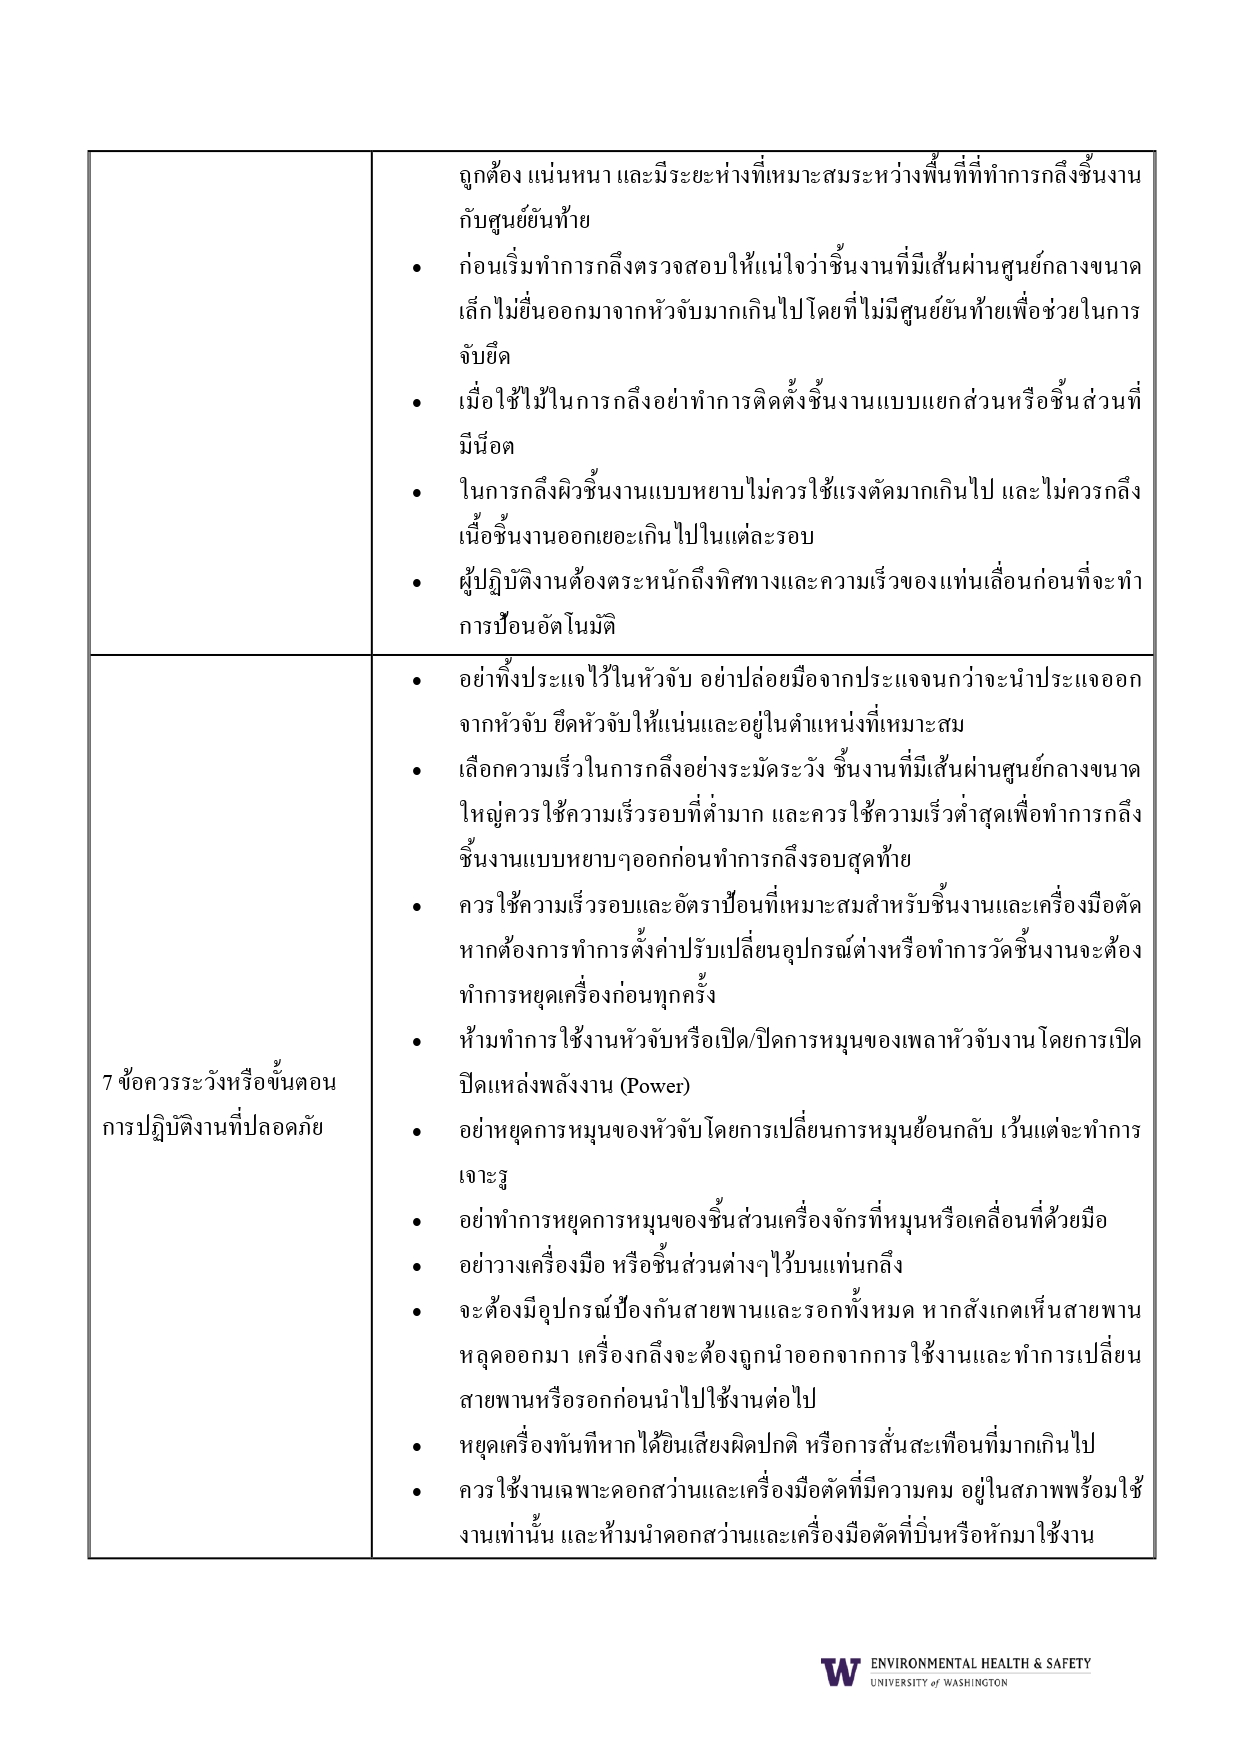 ถูกต้อง แน่นหนา และมีระยะห่างที่เหมาะสมระหว่างพื้นที่ที่ทำการกลึงชิ้นงาน
กับศูนย์ยันท้าย
• ก่อนเริ่มทำการกลึงตรวจสอบให้แน่ใจว่าชิ้นงานที่มีเส้นผ่านศูนย์กลางขนาด
เล็กไม่ยื่นออกมาจากหัวจับมากเกินไปโดยที่ไม่มีศูนย์ยันท้ายเพื่อช่วยในการ
จับยึด
• เมื่อใช้ไม้ในการกลึงอย่าทำการติดตั้งชิ้นงานแบบแยกส่วนหรือชิ้นส่วนที่
มีน็อต
• ในการกลึงผิวชิ้นงานแบบหยาบไม่ควรใช้แรงตัดมากเกินไป และไม่ควรกลึง
เนื้อชิ้นงานออกเยอะเกินไปในแต่ละรอบ
• ผู้ปฏิบัติงานต้องตระหนักถึงทิศทางและความเร็วของแท่นเลื่อนก่อนที่จะทำ
การป้อนอัตโนมัติ
7 ข้อควรระวังหรือขั้นตอน
การปฏิบัติงานที่ปลอดภัย
• อย่าทิ้งประแจไว้ในหัวจับ อย่าปล่อยมือจากประแจจนกว่าจะนำประแจออก
จากหัวจับ ยึดหัวจับให้แน่นและอยู่ในตำแหน่งที่เหมาะสม
• เลือกความเร็วในการกลึงอย่างระมัดระวัง ชิ้นงานที่มีเส้นผ่านศูนย์กลางขนาด
ใหญ่ควรใช้ความเร็วรอบที่ต่ำมาก และควรใช้ความเร็วต่ำสุดเพื่อทำการกลึง
ชิ้นงานแบบหยาบๆออกก่อนทำการกลึงรอบสุดท้าย
• ควรใช้ความเร็วรอบและอัตราป้อนที่เหมาะสมสำหรับชิ้นงานและเครื่องมือตัด
หากต้องการทำการตั้งค่าปรับเปลี่ยนอุปกรณ์ต่างหรือทำการวัดชิ้นงานจะต้อง
ทำการหยุดเครื่องก่อนทุกครั้ง
• ห้ามทำการใช้งานหัวจับหรือเปิด/ปิดการหมุนของเพลาหัวจับงานโดยการเปิด
ปิดแหล่งพลังงาน (Power)
• อย่าหยุดการหมุนของหัวจับโดยการเปลี่ยนการหมุนย้อนกลับ เว้นแต่จะทำการ
เจาะรู
• อย่าทำการหยุดการหมุนของชิ้นส่วนเครื่องจักรที่หมุนหรือเคลื่อนที่ด้วยมือ
• อย่าวางเครื่องมือ หรือชิ้นส่วนต่างๆไว้บนแท่นกลึง
• จะต้องมีอุปกรณ์ป้องกันสายพานและรอกทั้งหมด หากสังเกตเห็นสายพาน
หลุดออกมา เครื่องกลึงจะต้องถูกนำออกจากการใช้งานและทำการเปลี่ยน
สายพานหรือรอกก่อนนำไปใช้งานต่อไป
• หยุดเครื่องทันทีหากได้ยินเสียงผิดปกติ หรือการสั่นสะเทือนที่มากเกินไป
• ควรใช้งานเฉพาะดอกสว่านและเครื่องมือตัดที่มีความคม อยู่ในสภาพพร้อมใช้
งานเท่านั้น และห้ามนำดอกสว่านและเครื่องมือตัดที่บิ่นหรือหักมาใช้งาน
W ENVIRONMENTAL HEALTH & SAFETY
UNIVERSITY of WASHINGTON